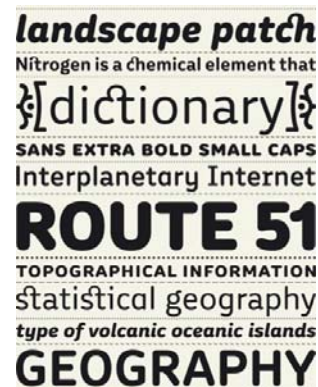 landscape patch
Nitrogen is a chemical element that
}[dictionary]{
SANS EXTRA BOLD SMALL CAPS
Interplanetary Internet
ROUTE 51
TOPOGRAPHICAL INFORMATION
statistical geography
type of volcanic oceanic islands
GEOGRAPHY